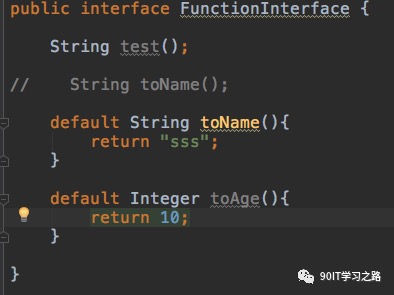 public interface FunctionInterface {
String test();
//    String toName();
default String toName(){
return "sss";
}
default Integer toAge(){
return 10;
}
}
90IT学习之路